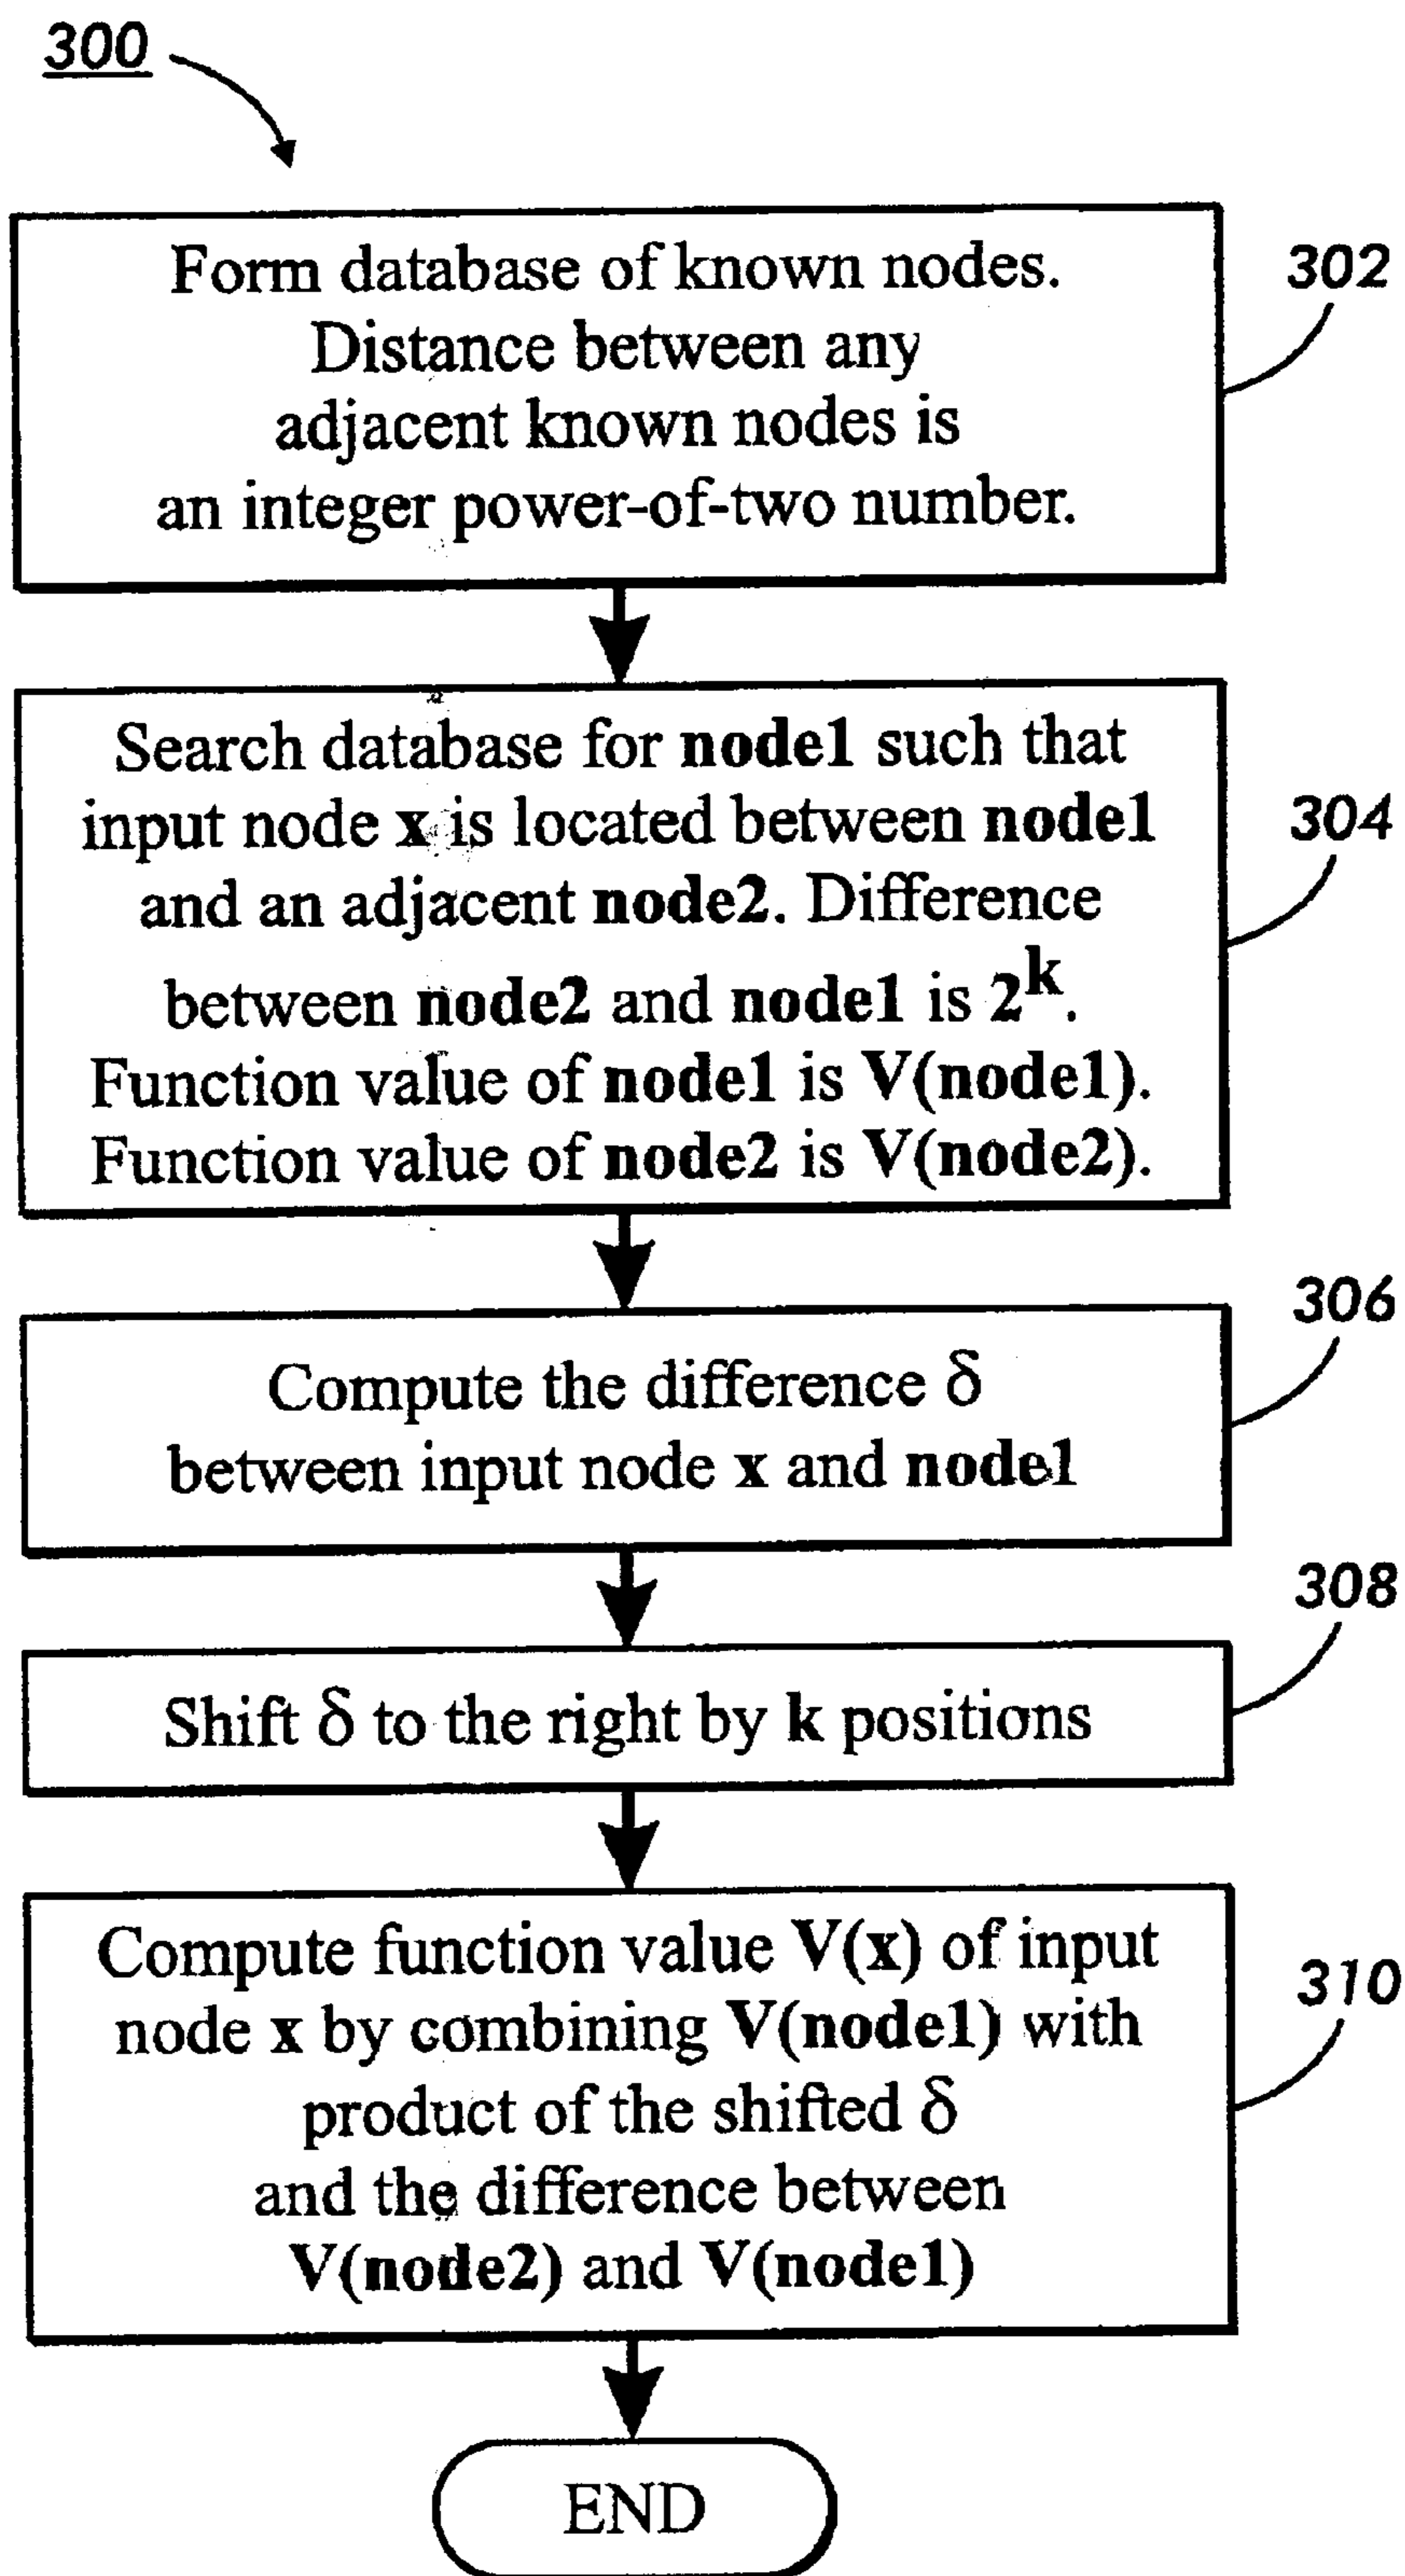 300
Form database of known nodes.
Distance between any
adjacent known nodes is
an integer power-of-two number.
302
Search database for node1 such that
input node x is located between node1
and an adjacent node2. Difference
between node2 and node1 is 2^k.
Function value of node1 is V(node1).
Function value of node2 is V(node2).
304
Compute the difference δ
between input node x and node1
306
Shift δ to the right by k positions
308
Compute function value V(x) of input
node x by combining V(node1) with
product of the shifted δ
and the difference between
V(node2) and V(node1)
310
END